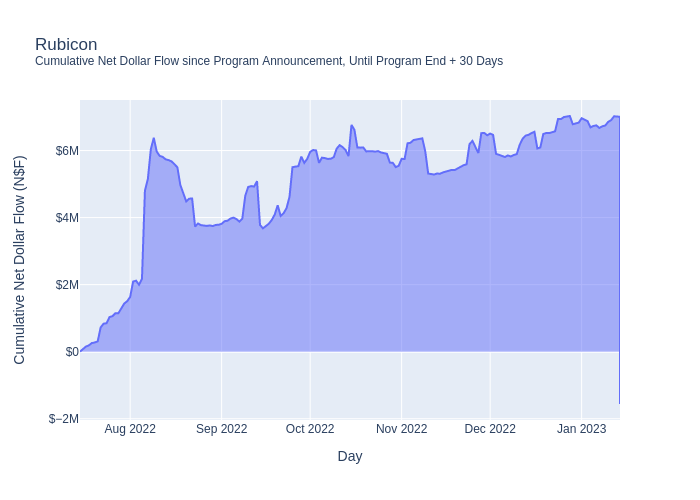 Rubicon
Cumulative Net Dollar Flow since Program Announcement, Until Program End + 30 Days
Cumulative Net Dollar Flow (N$F)
$6M
$4M
$2M
$0
$−2M
Aug 2022
Sep 2022
Oct 2022
Nov 2022
Dec 2022
Jan 2023
Day